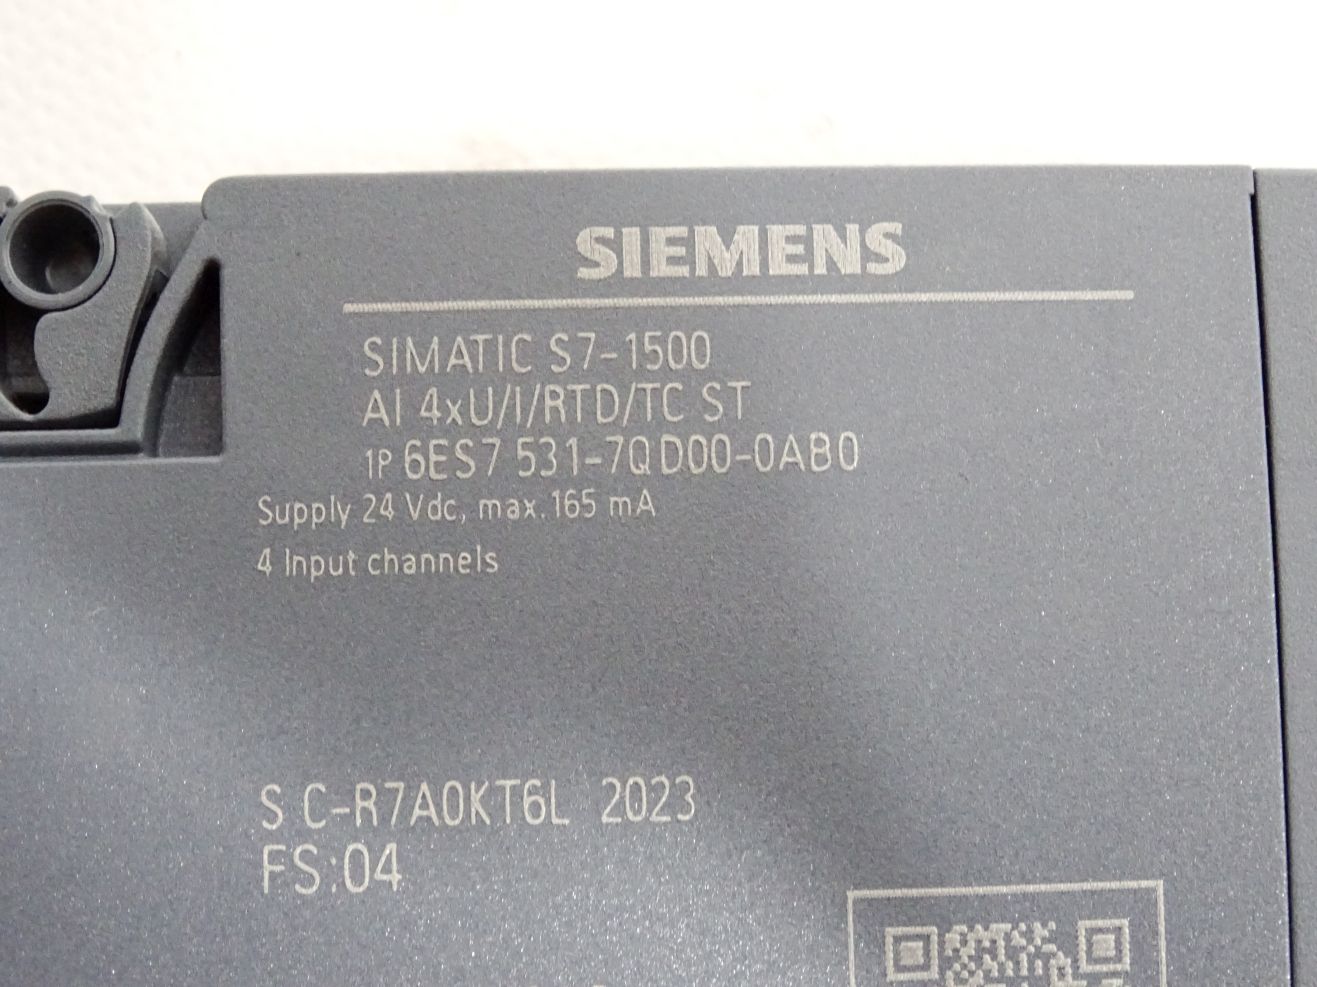 SIEMENS
SIMATIC S7-1500
AI 4xU/I/RTD/TC ST
1P 6ES7 531-7QD00-0AB0
Supply 24 Vdc, max. 165 mA
4 Input channels
S C-R7A0KT6L 2023
FS:04